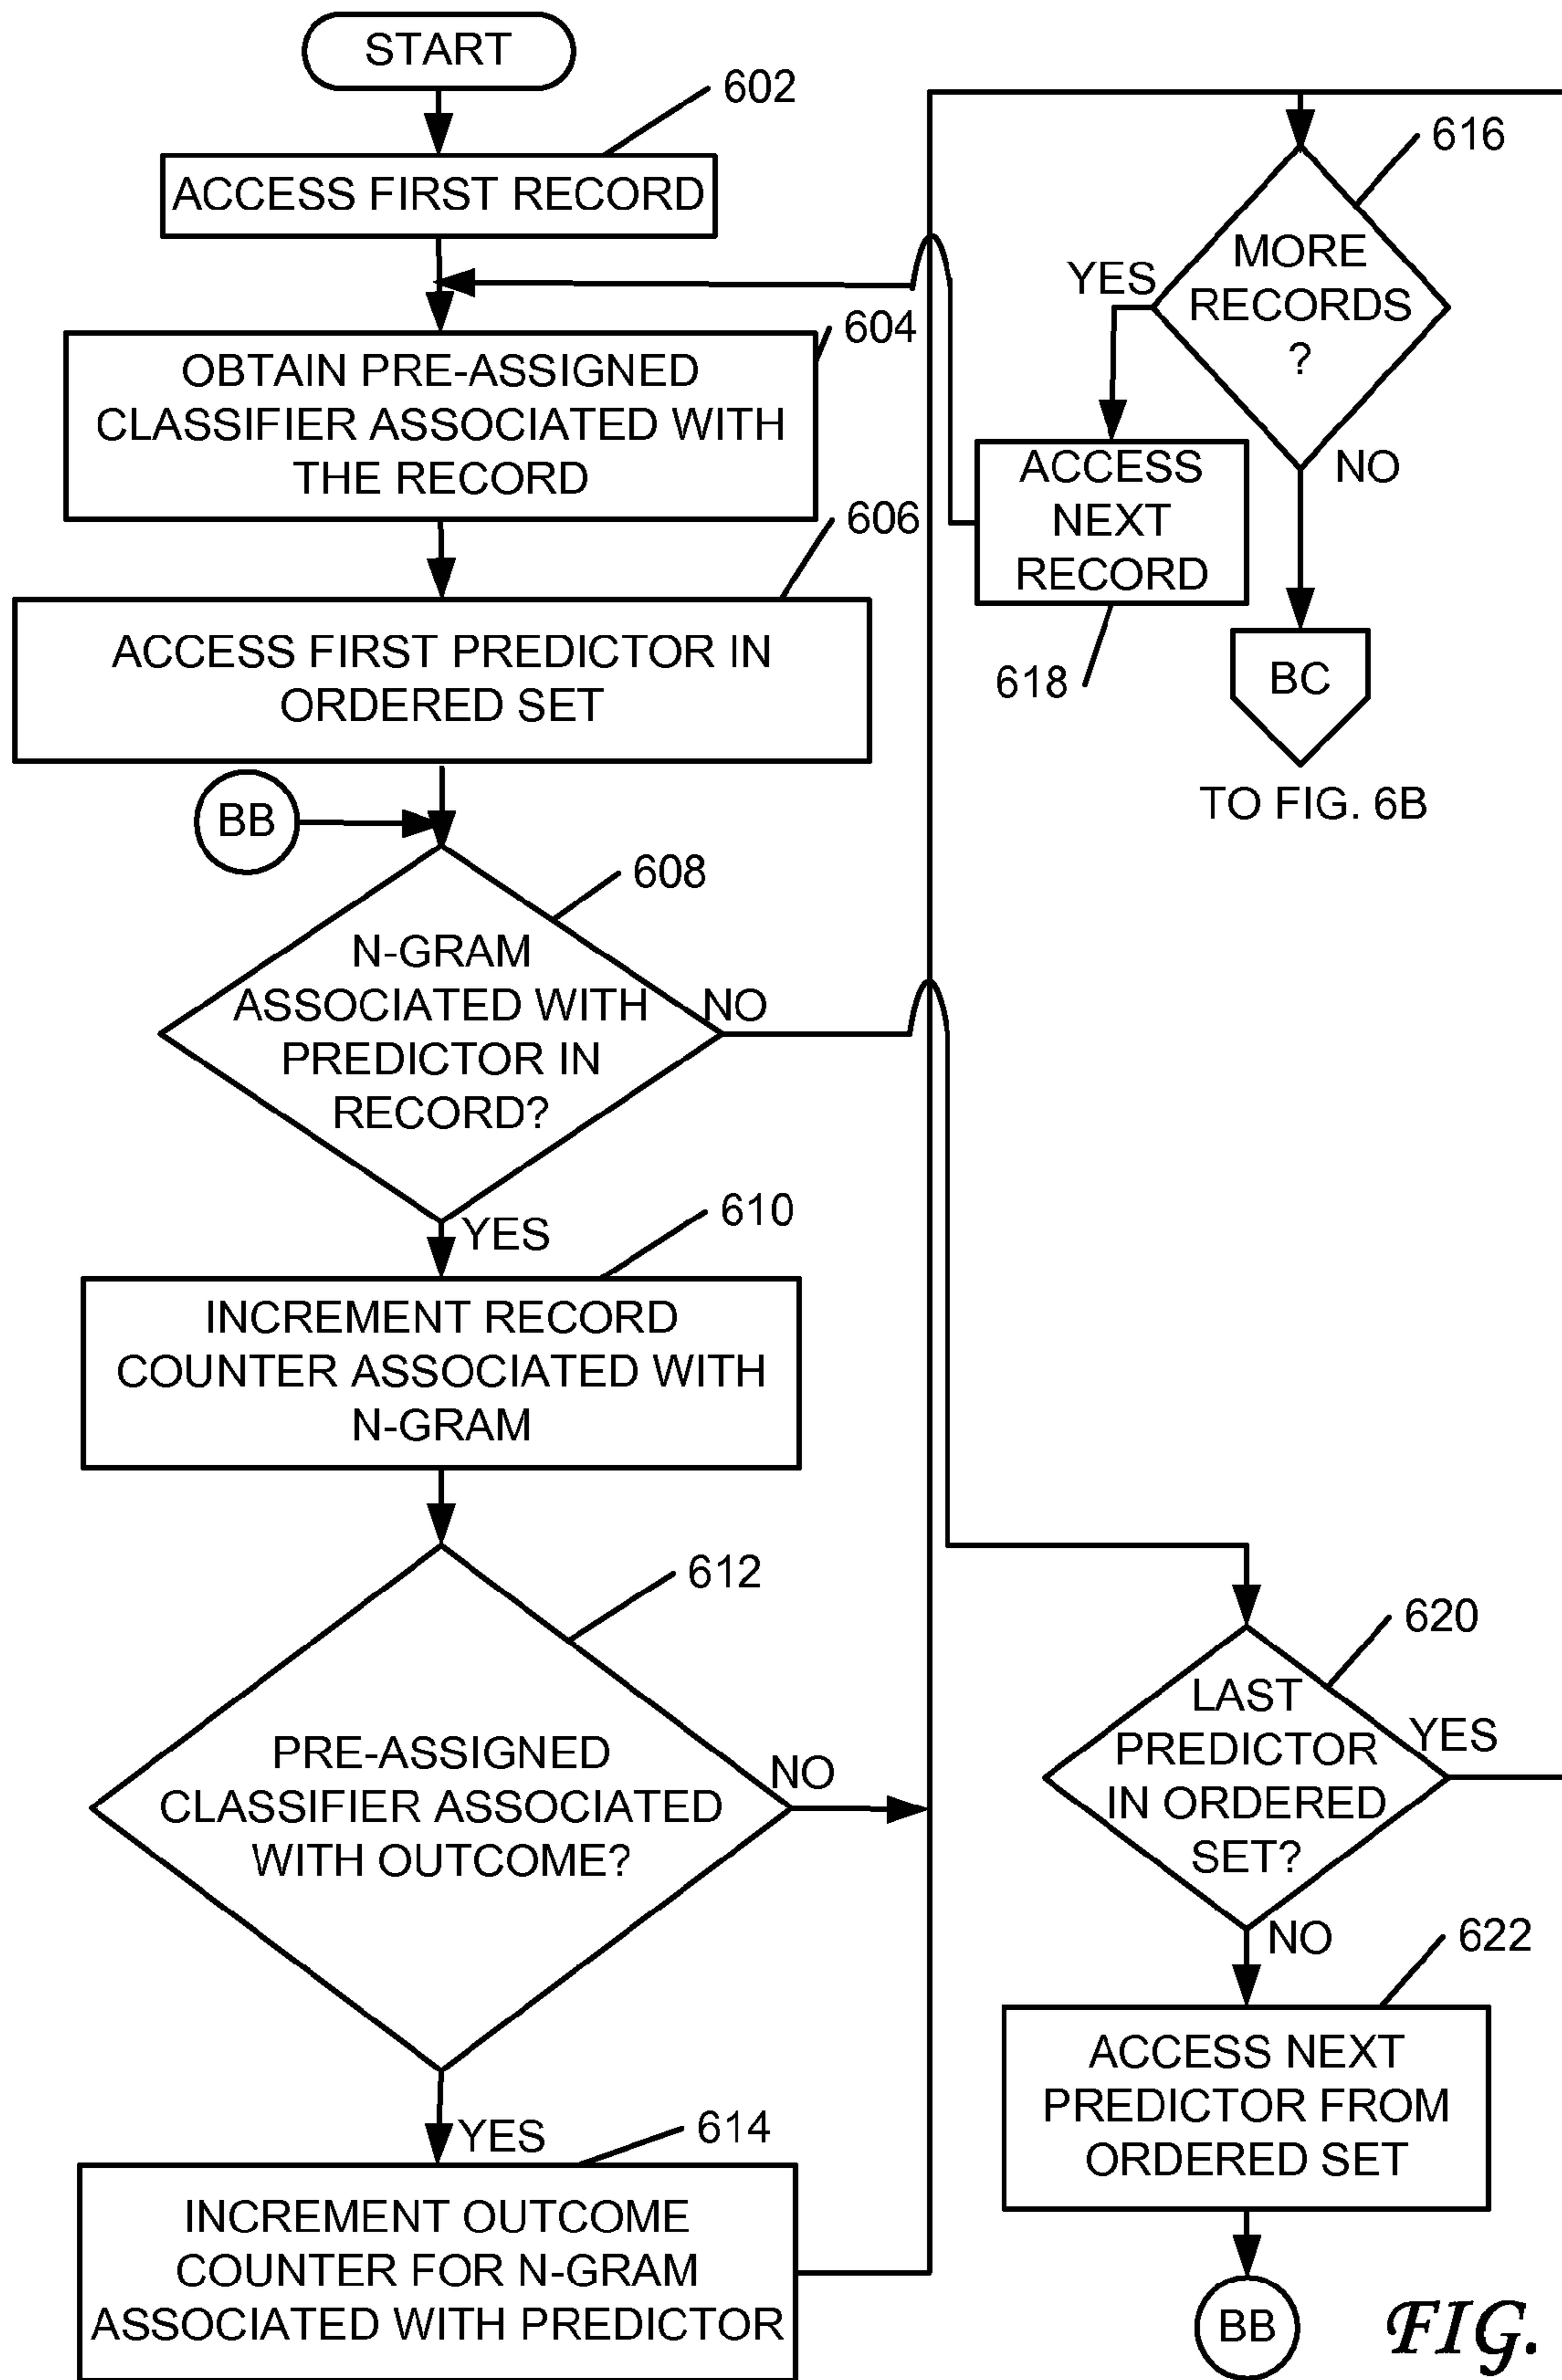 START
602
ACCESS FIRST RECORD
604
OBTAIN PRE-ASSIGNED
CLASSIFIER ASSOCIATED WITH
THE RECORD
606
ACCESS FIRST PREDICTOR IN
ORDERED SET
BB
608
N-GRAM
ASSOCIATED WITH
PREDICTOR IN
RECORD?
NO
YES
610
INCREMENT RECORD
COUNTER ASSOCIATED WITH
N-GRAM
612
PRE-ASSIGNED
CLASSIFIER ASSOCIATED
WITH OUTCOME?
NO
YES
614
INCREMENT OUTCOME
COUNTER FOR N-GRAM
ASSOCIATED WITH PREDICTOR
616
MORE
RECORDS
?
YES
NO
ACCESS
NEXT
RECORD
618
BC
TO FIG. 6B
620
LAST
PREDICTOR
IN ORDERED
SET?
YES
NO
622
ACCESS NEXT
PREDICTOR FROM
ORDERED SET
BB
FIG.